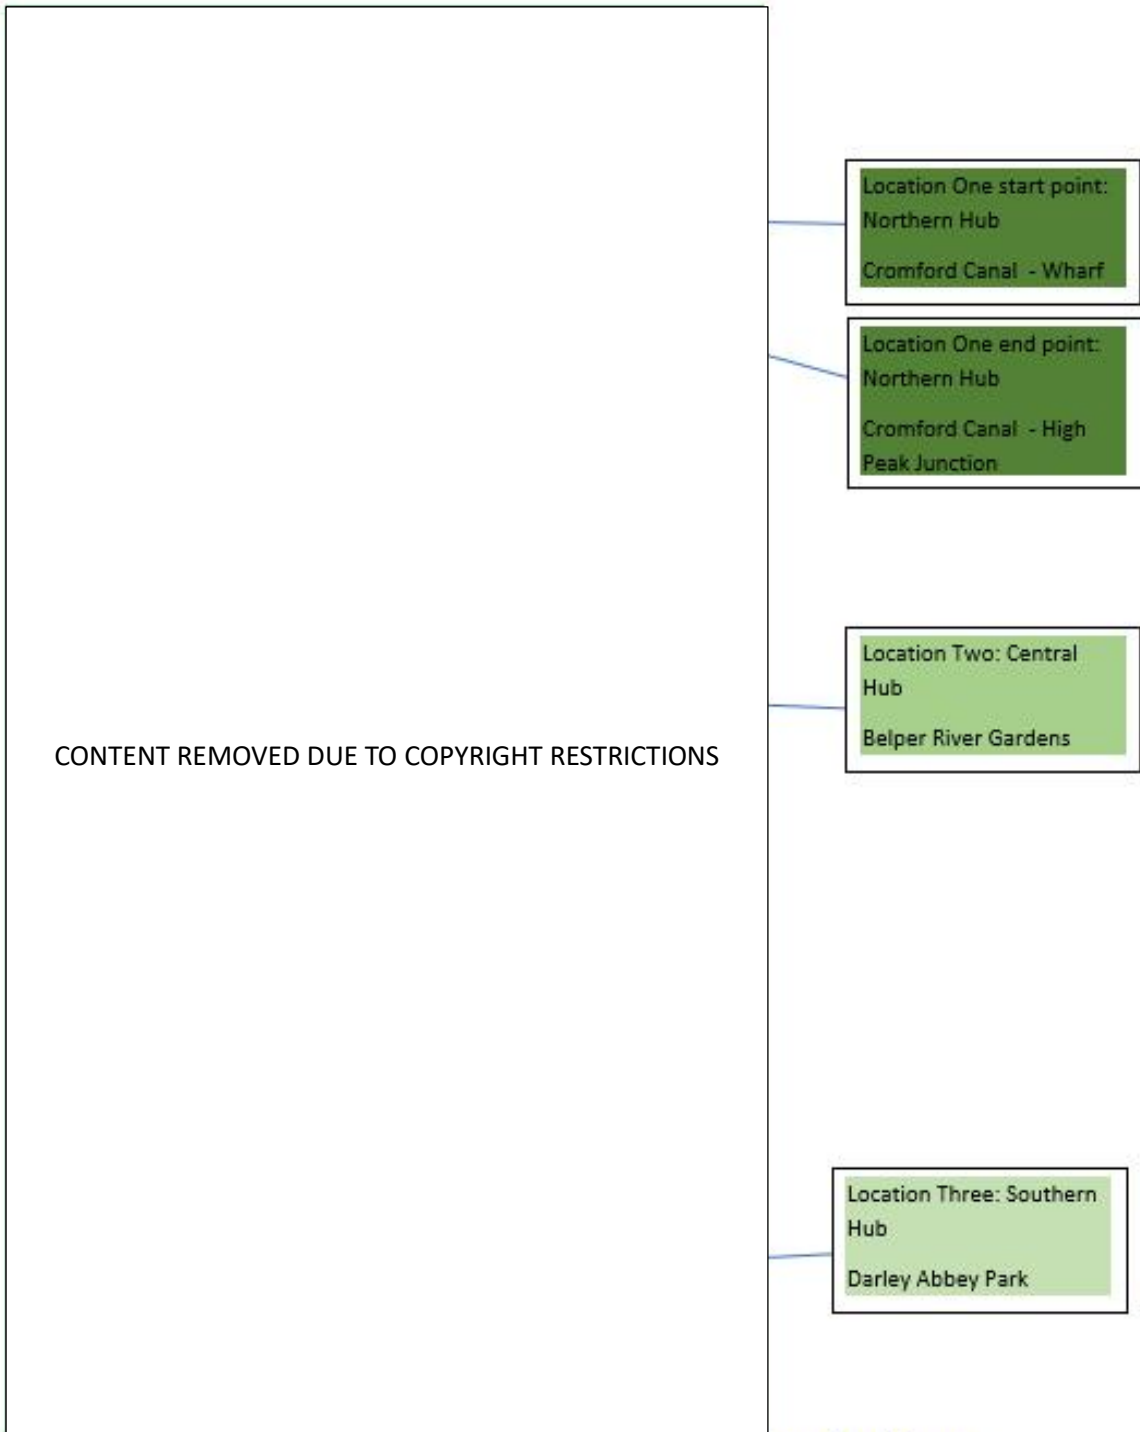 Location One start point:
Northern Hub
Cromford Canal - Wharf
Location One end point:
Northern Hub
Cromford Canal - High
Peak Junction
Location Two: Central
Hub
Belper River Gardens
CONTENT REMOVED DUE TO COPYRIGHT RESTRICTIONS
Location Three: Southern
Hub
Darley Abbey Park